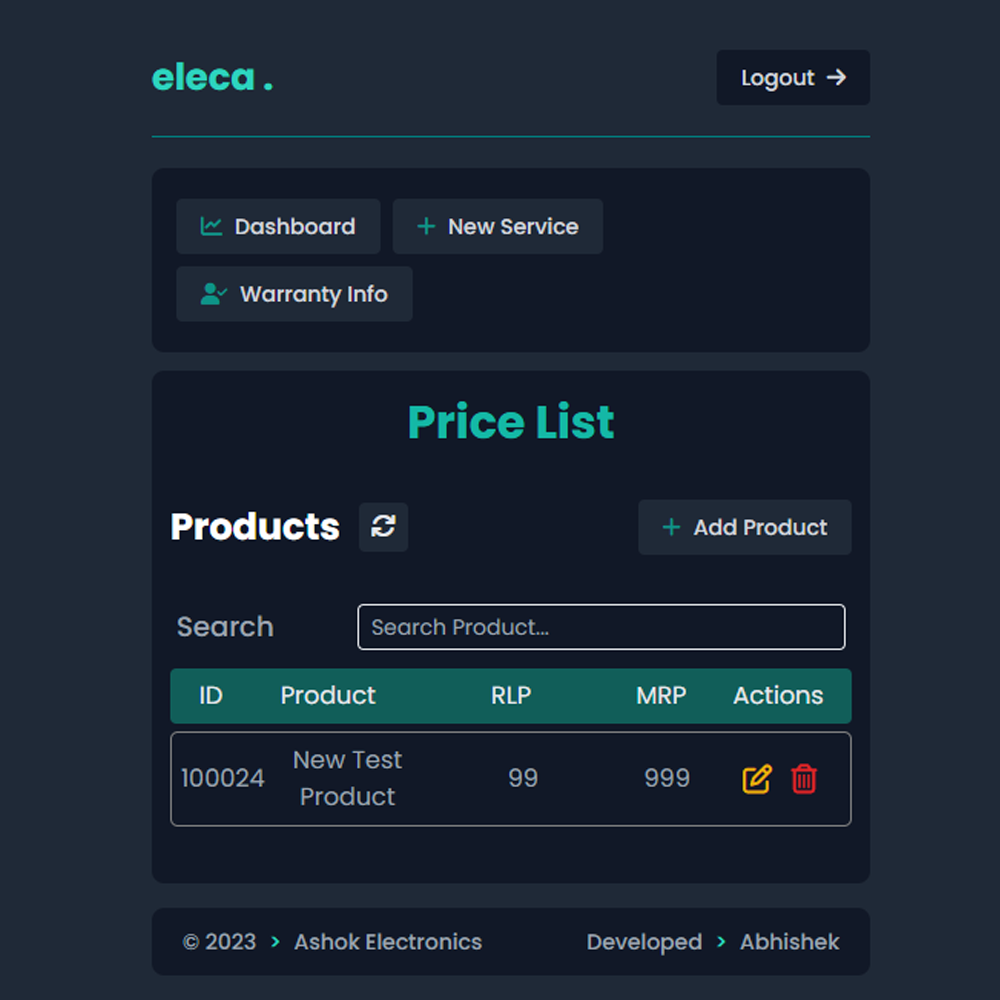 eleca .
Logout
Dashboard
New Service
Warranty Info
Price List
Products
Add Product
Search
Search Product...
ID Product RLP MRP Actions
100024 New Test Product 99 999
© 2023 > Ashok Electronics
Developed > Abhishek